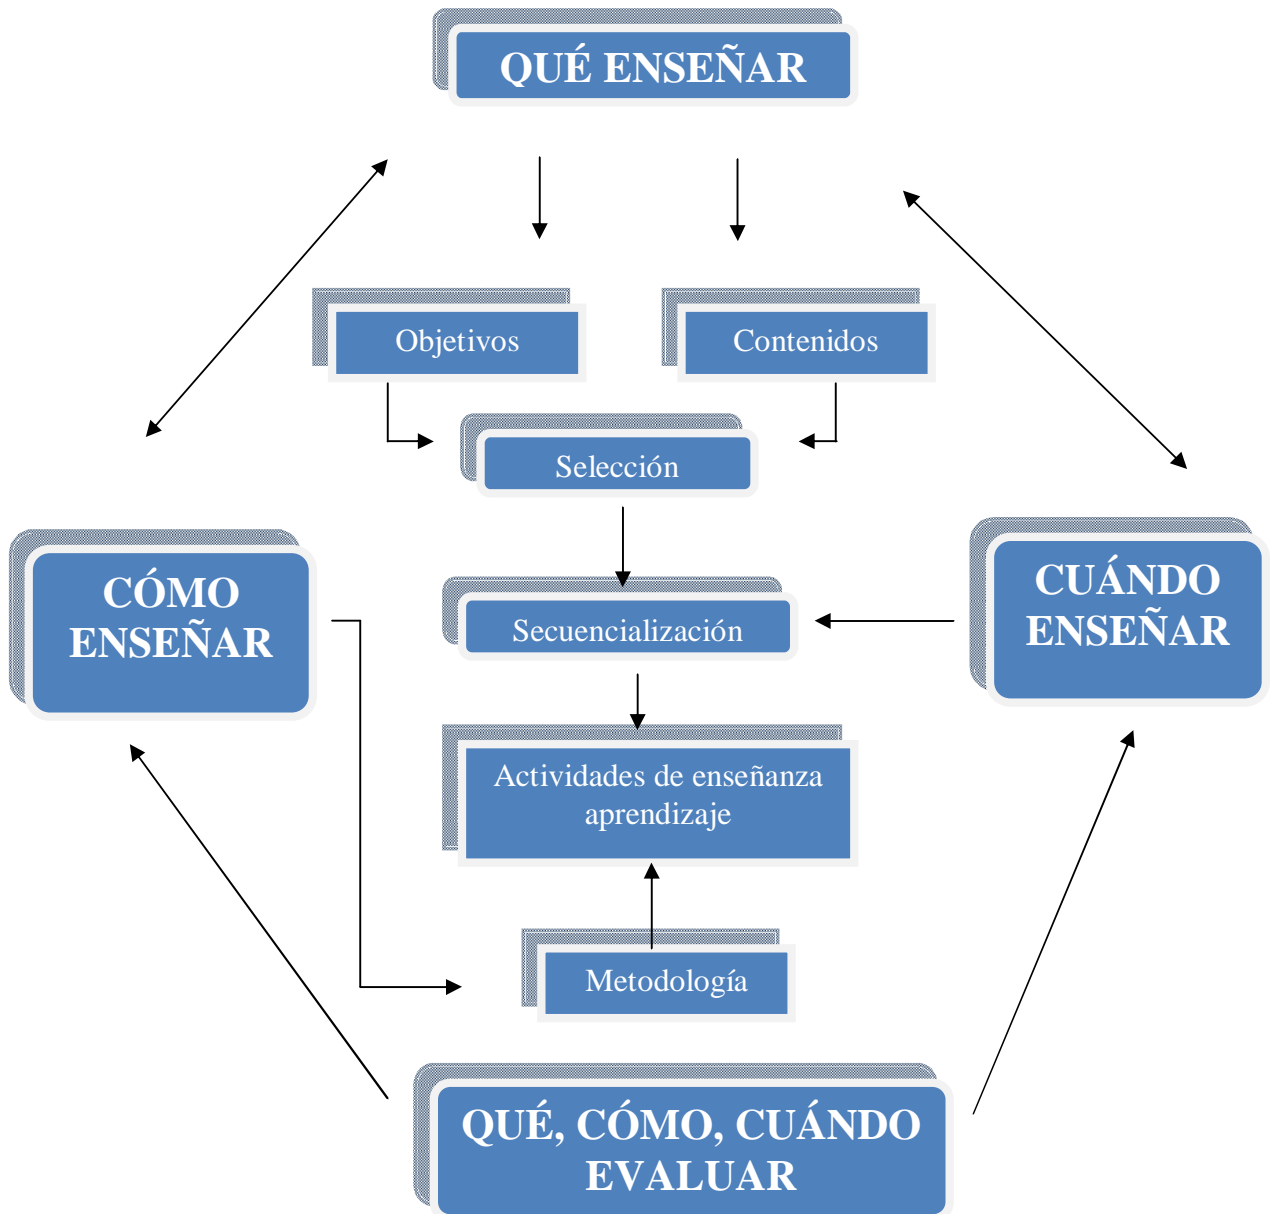 QUÉ ENSEÑAR
Objetivos
Contenidos
Selección
CÓMO
ENSEÑAR
CUÁNDO
ENSEÑAR
Secuencialización
Actividades de enseñanza
aprendizaje
Metodología
QUÉ, CÓMO, CUÁNDO
EVALUAR